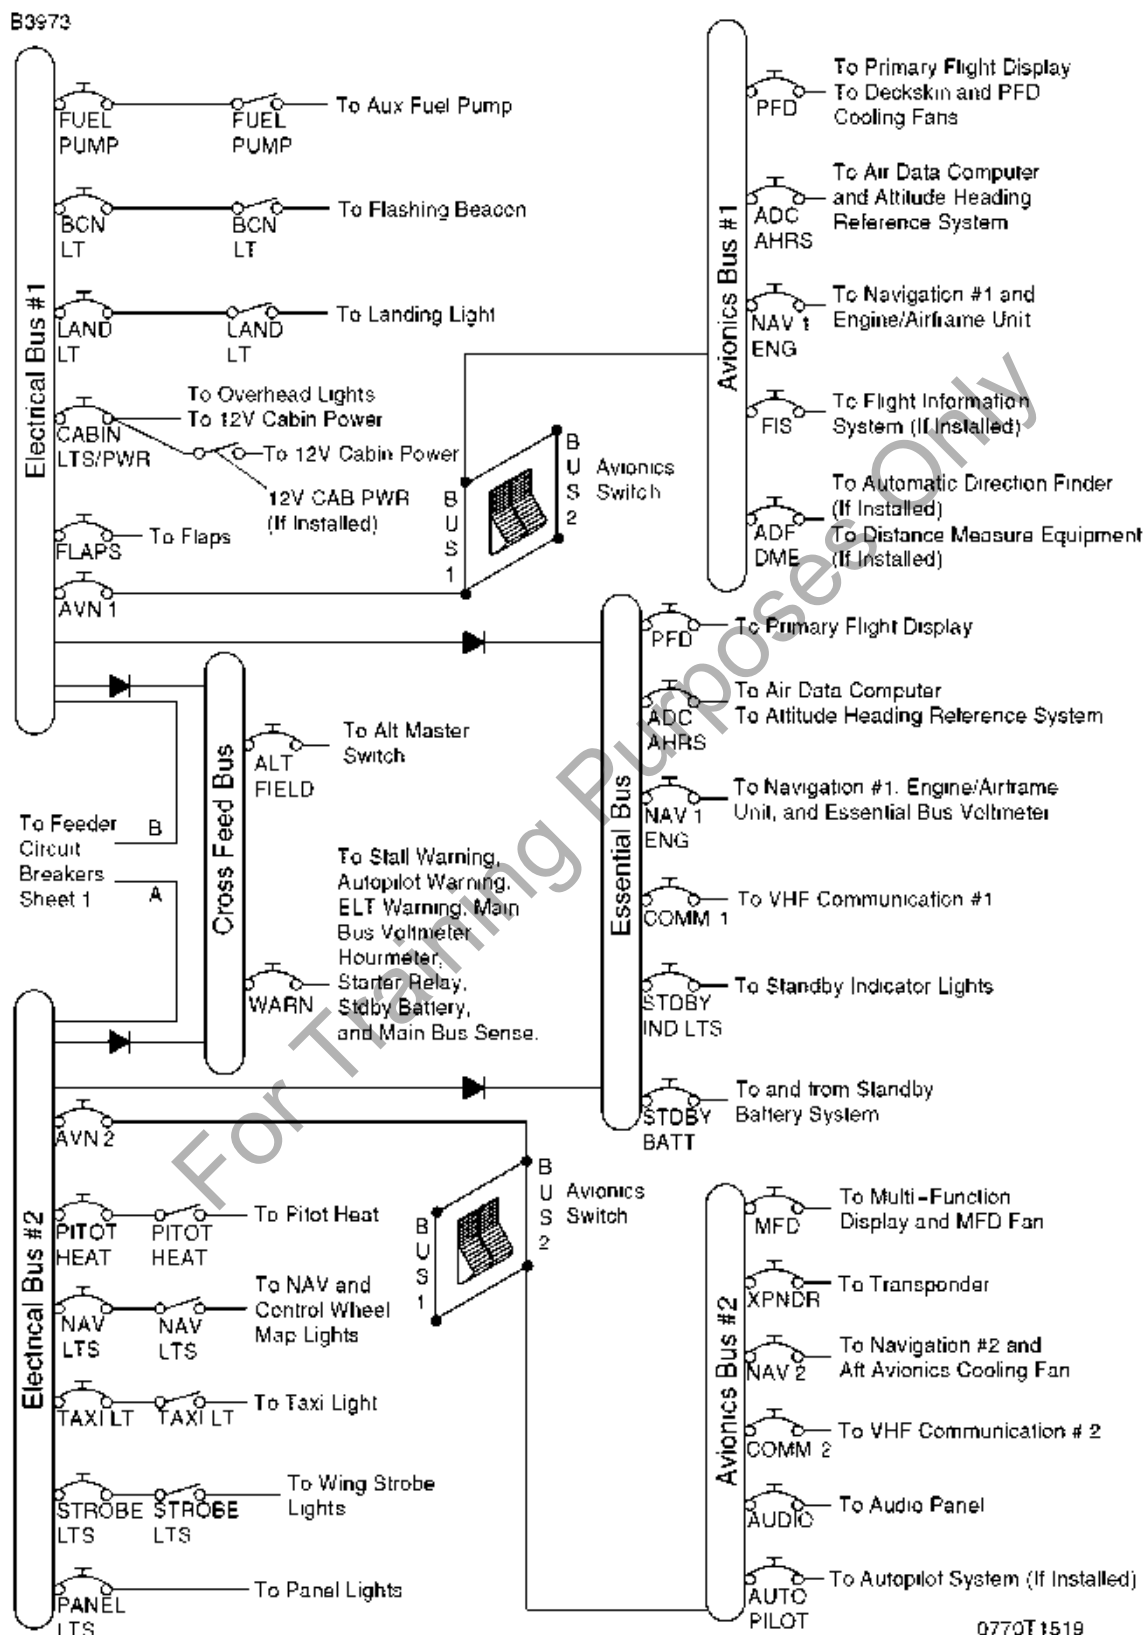 B3973
Electrical Bus #1
FUEL
PUMP
FUEL
PUMP
To Aux Fuel Pump
BCN
LT
BCN
LT
To Flashing Beacon
LAND
LT
LAND
LT
To Landing Light
CABIN
LTS/PWR
To Overhead Lights
To 12V Cabin Power
To 12V Cabin Power
12V CAB PWR
(If Installed)
FLAPS
To Flaps
AVN 1
BUS 1
BUS 2
Avionics
Switch
Avionics Bus #1
PFD
To Primary Flight Display
To Deckskin and PFD
Cooling Fans
ADC
AHRS
To Air Data Computer
and Attitude Heading
Reference System
NAV 1
ENG
To Navigation #1 and
Engine/Airframe Unit
FIS
To Flight Information
System (If Installed)
ADF
DME
To Automatic Direction Finder
(If Installed)
To Distance Measure Equipment
(If Installed)
Cross Feed Bus
ALT
FIELD
To Alt Master
Switch
WARN
To Stall Warning,
Autopilot Warning,
ELT Warning, Main
Bus Voltmeter
Hourmeter,
Starter Relay,
Stdby Battery,
and Main Bus Sense.
To Feeder
Circuit
Breakers
Sheet 1
B
A
Essential Bus
PFD
To Primary Flight Display
ADC
AHRS
To Air Data Computer
To Attitude Heading Reference System
NAV 1
ENG
To Navigation #1, Engine/Airframe
Unit, and Essential Bus Voltmeter
COMM 1
To VHF Communication #1
STDBY
IND LTS
To Standby Indicator Lights
STDBY
BATT
To and from Standby
Battery System
Electrical Bus #2
AVN 2
PITOT
HEAT
PITOT
HEAT
To Pitot Heat
NAV
LTS
NAV
LTS
To NAV and
Control Wheel
Map Lights
TAXI LT
TAXI LT
To Taxi Light
STROBE
LTS
STROBE
LTS
To Wing Strobe
Lights
PANEL
LTS
To Panel Lights
BUS 1
BUS 2
Avionics
Switch
Avionics Bus #2
MFD
To Multi-Function
Display and MFD Fan
XPNDR
To Transponder
NAV 2
To Navigation #2 and
Aft Avionics Cooling Fan
COMM 2
To VHF Communication # 2
AUDIO
To Audio Panel
AUTO
PILOT
To Autopilot System (If Installed)
0770T1519
For Training Purposes Only